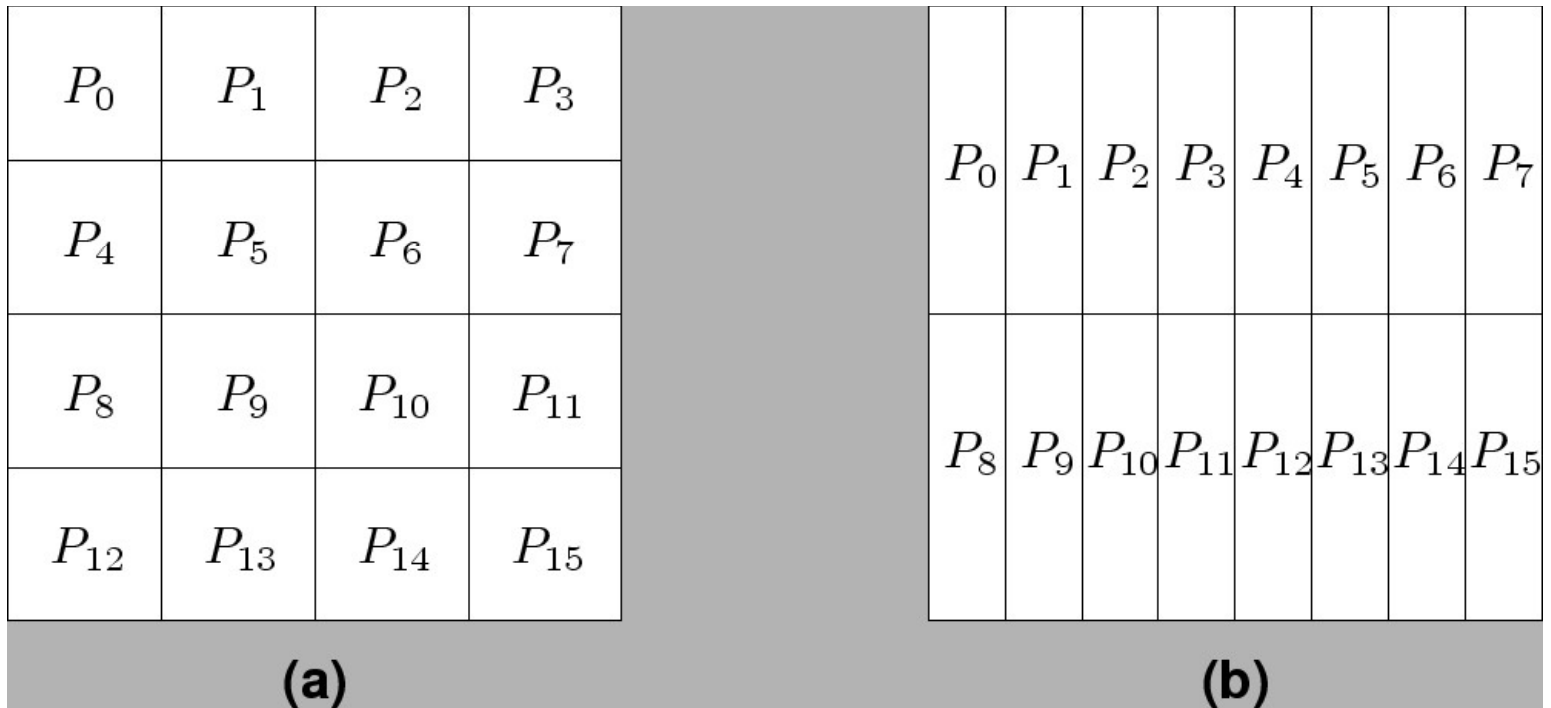 P₀ P₁ P₂ P₃
P₄ P₅ P₆ P₇
P₈ P₉ P₁₀ P₁₁
P₁₂ P₁₃ P₁₄ P₁₅
(a)
P₀ P₁ P₂ P₃ P₄ P₅ P₆ P₇
P₈ P₉ P₁₀ P₁₁ P₁₂ P₁₃ P₁₄ P₁₅
(b)